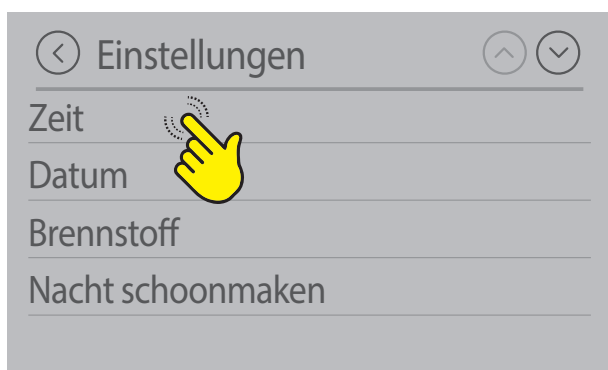 Einstellungen
Zeit
Datum
Brennstoff
Nacht schoonmaken